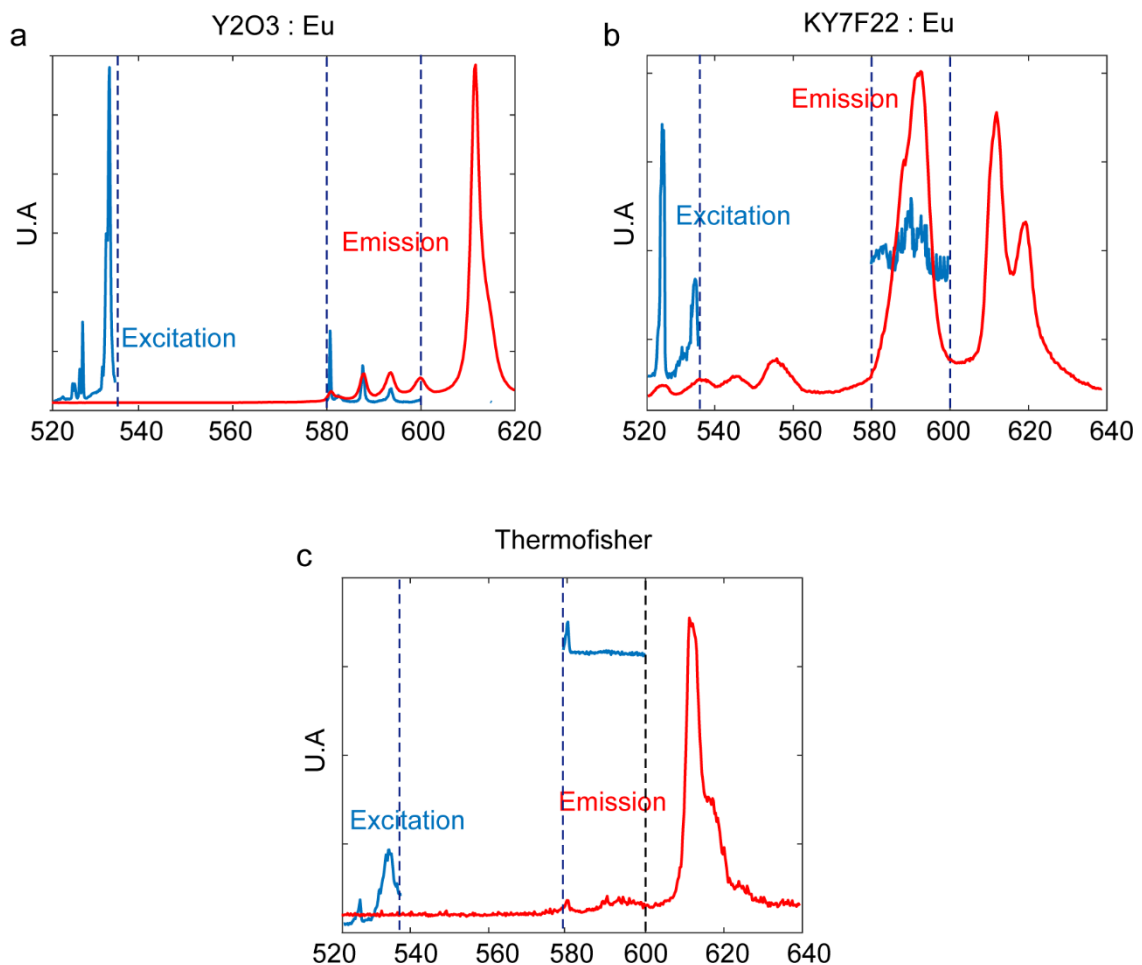 a
Y2O3 : Eu
U.A
Excitation
Emission
520 540 560 580 600 620
b
KY7F22 : Eu
U.A
Emission
Excitation
520 540 560 580 600 620 640
c
Thermofisher
U.A
Excitation
Emission
520 540 560 580 600 620 640